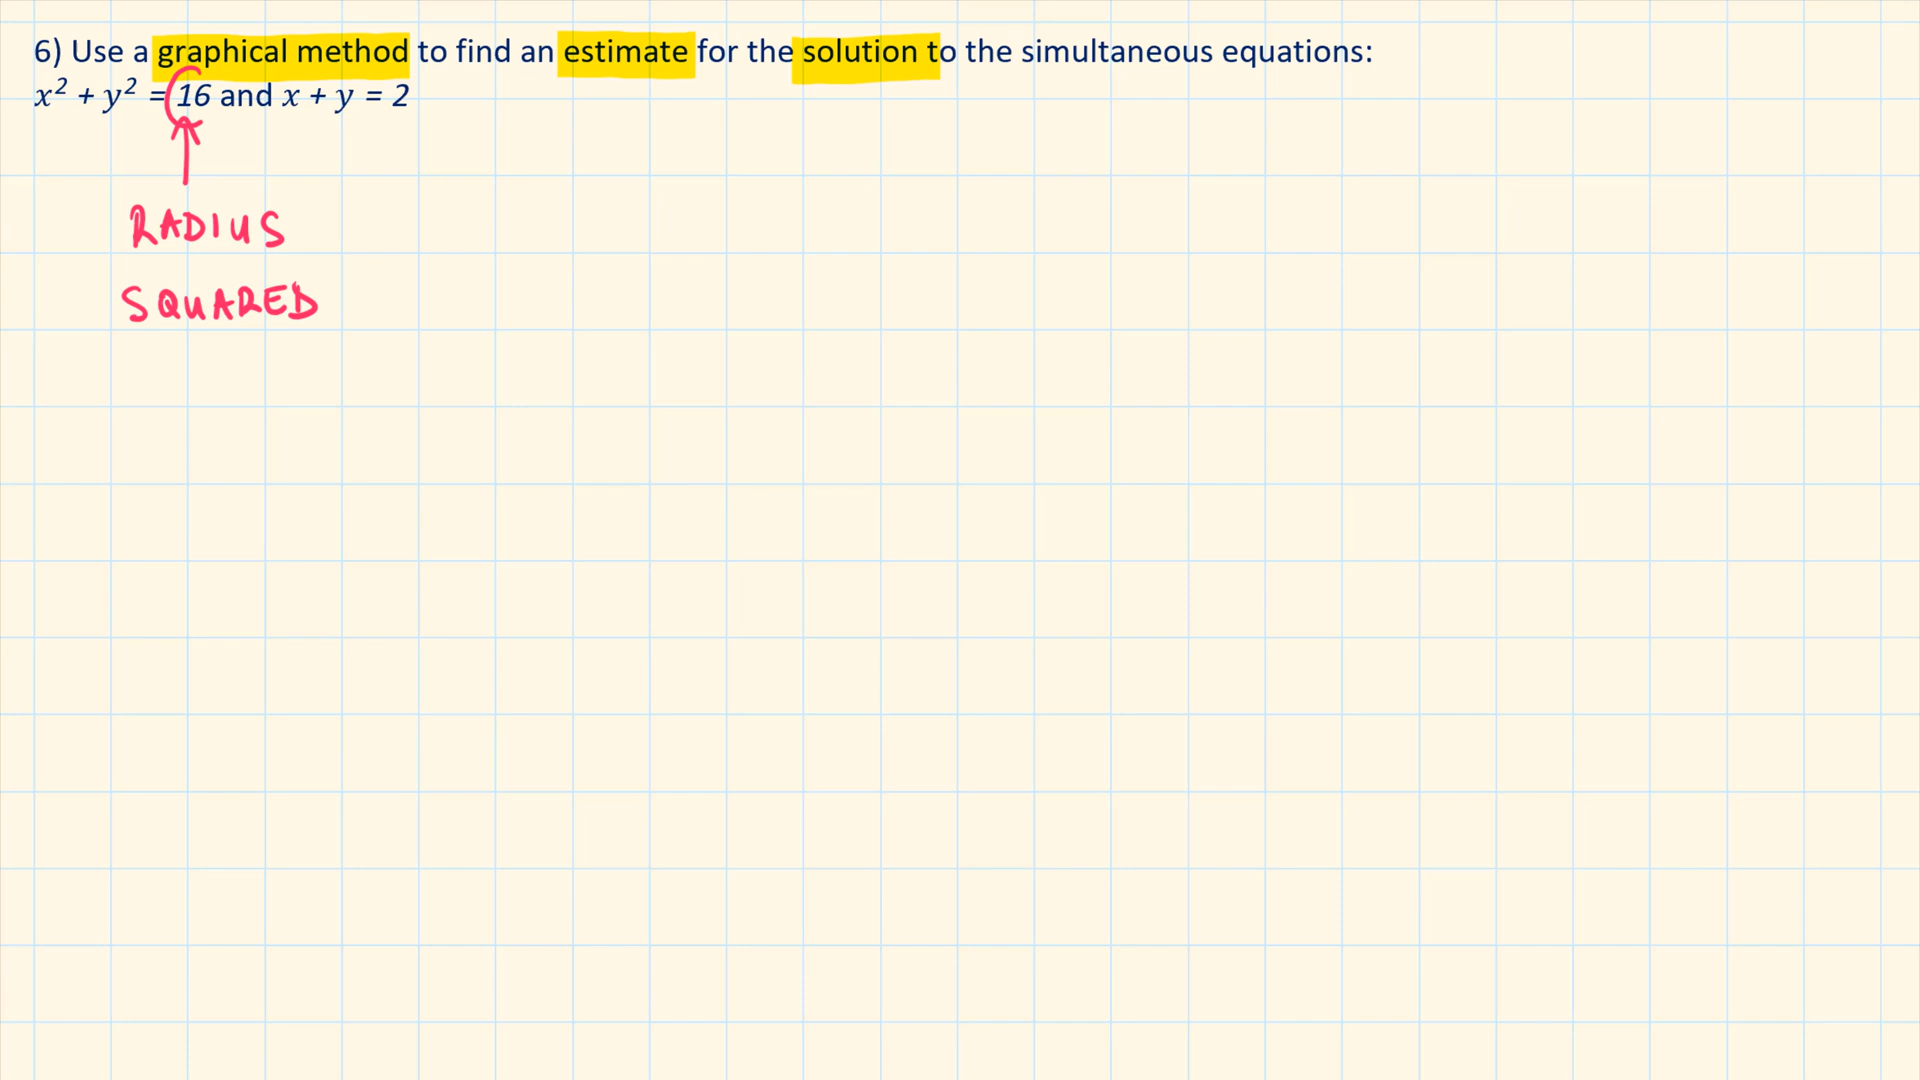 6) Use a graphical method to find an estimate for the solution to the simultaneous equations:
x² + y² = 16 and x + y = 2
RADIUS
SQUARED